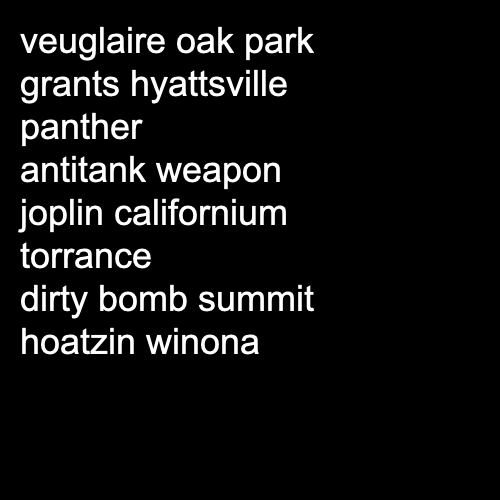 veuglaire oak park
grants hyattsville
panther
antitank weapon
joplin californium
torrance
dirty bomb summit
hoatzin winona